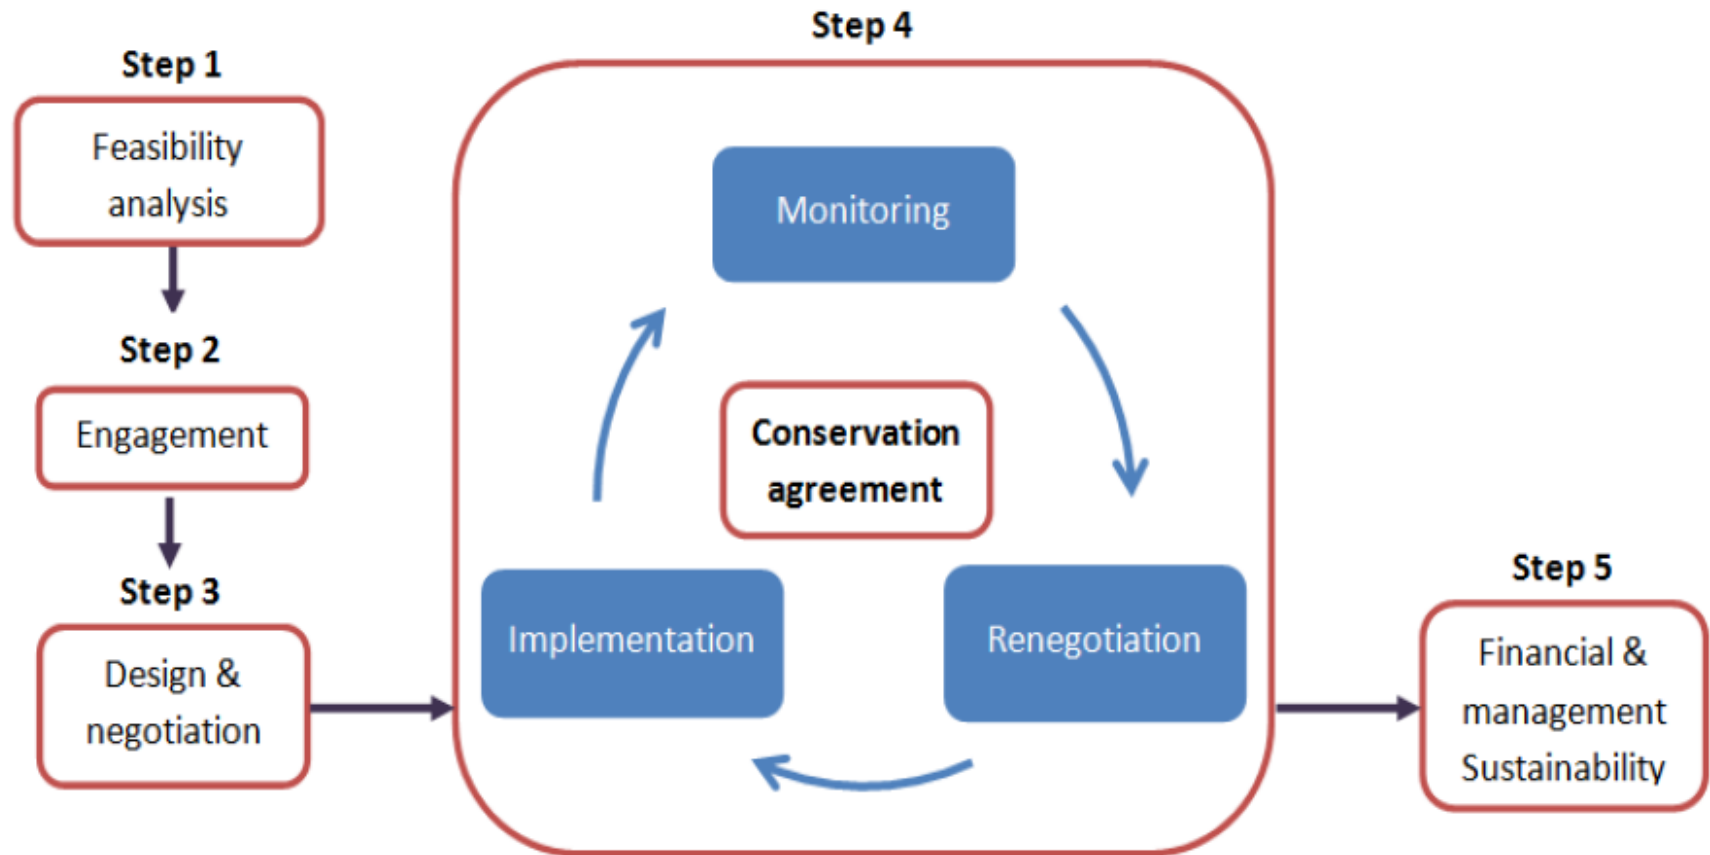 Step 1
Feasibility
analysis
Step 2
Engagement
Step 3
Design &
negotiation
Step 4
Monitoring
Conservation
agreement
Implementation
Renegotiation
Step 5
Financial &
management
Sustainability